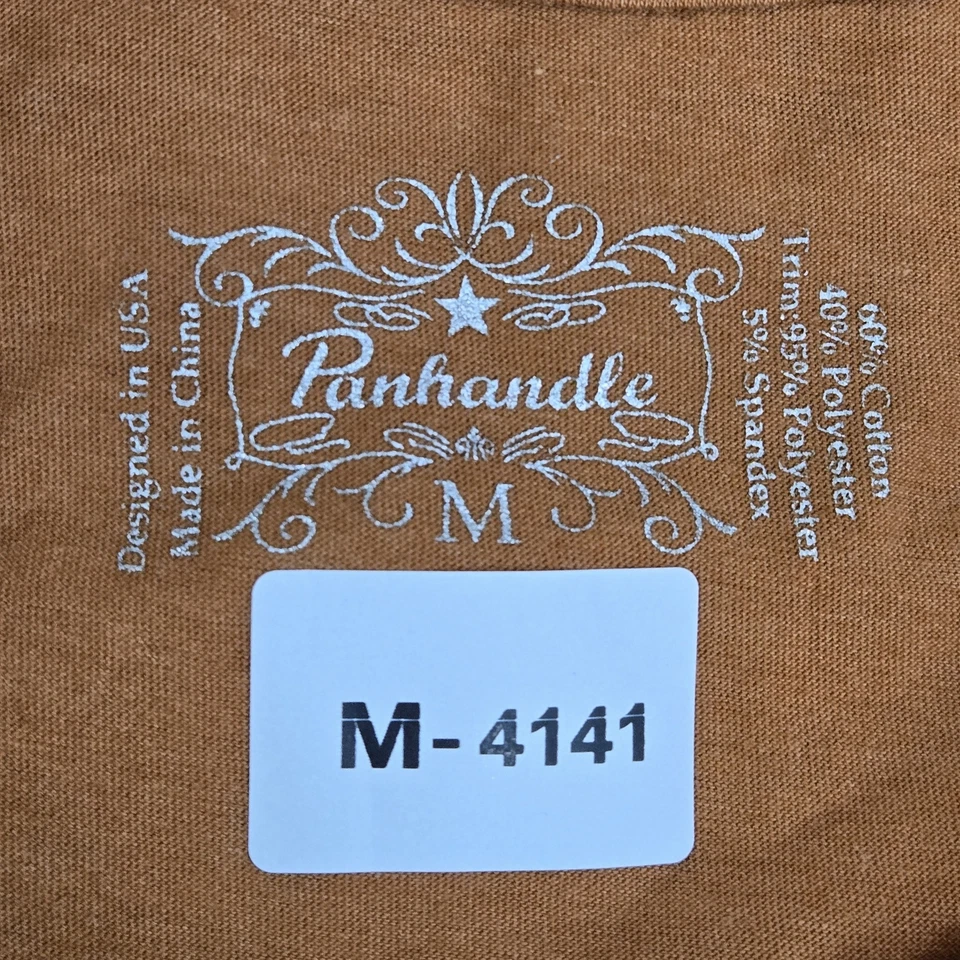 Designed in USA
Made in China
Panhandle
M
60% Cotton
40% Polyester
Trim:95% Polyester
5% Spandex
M-4141